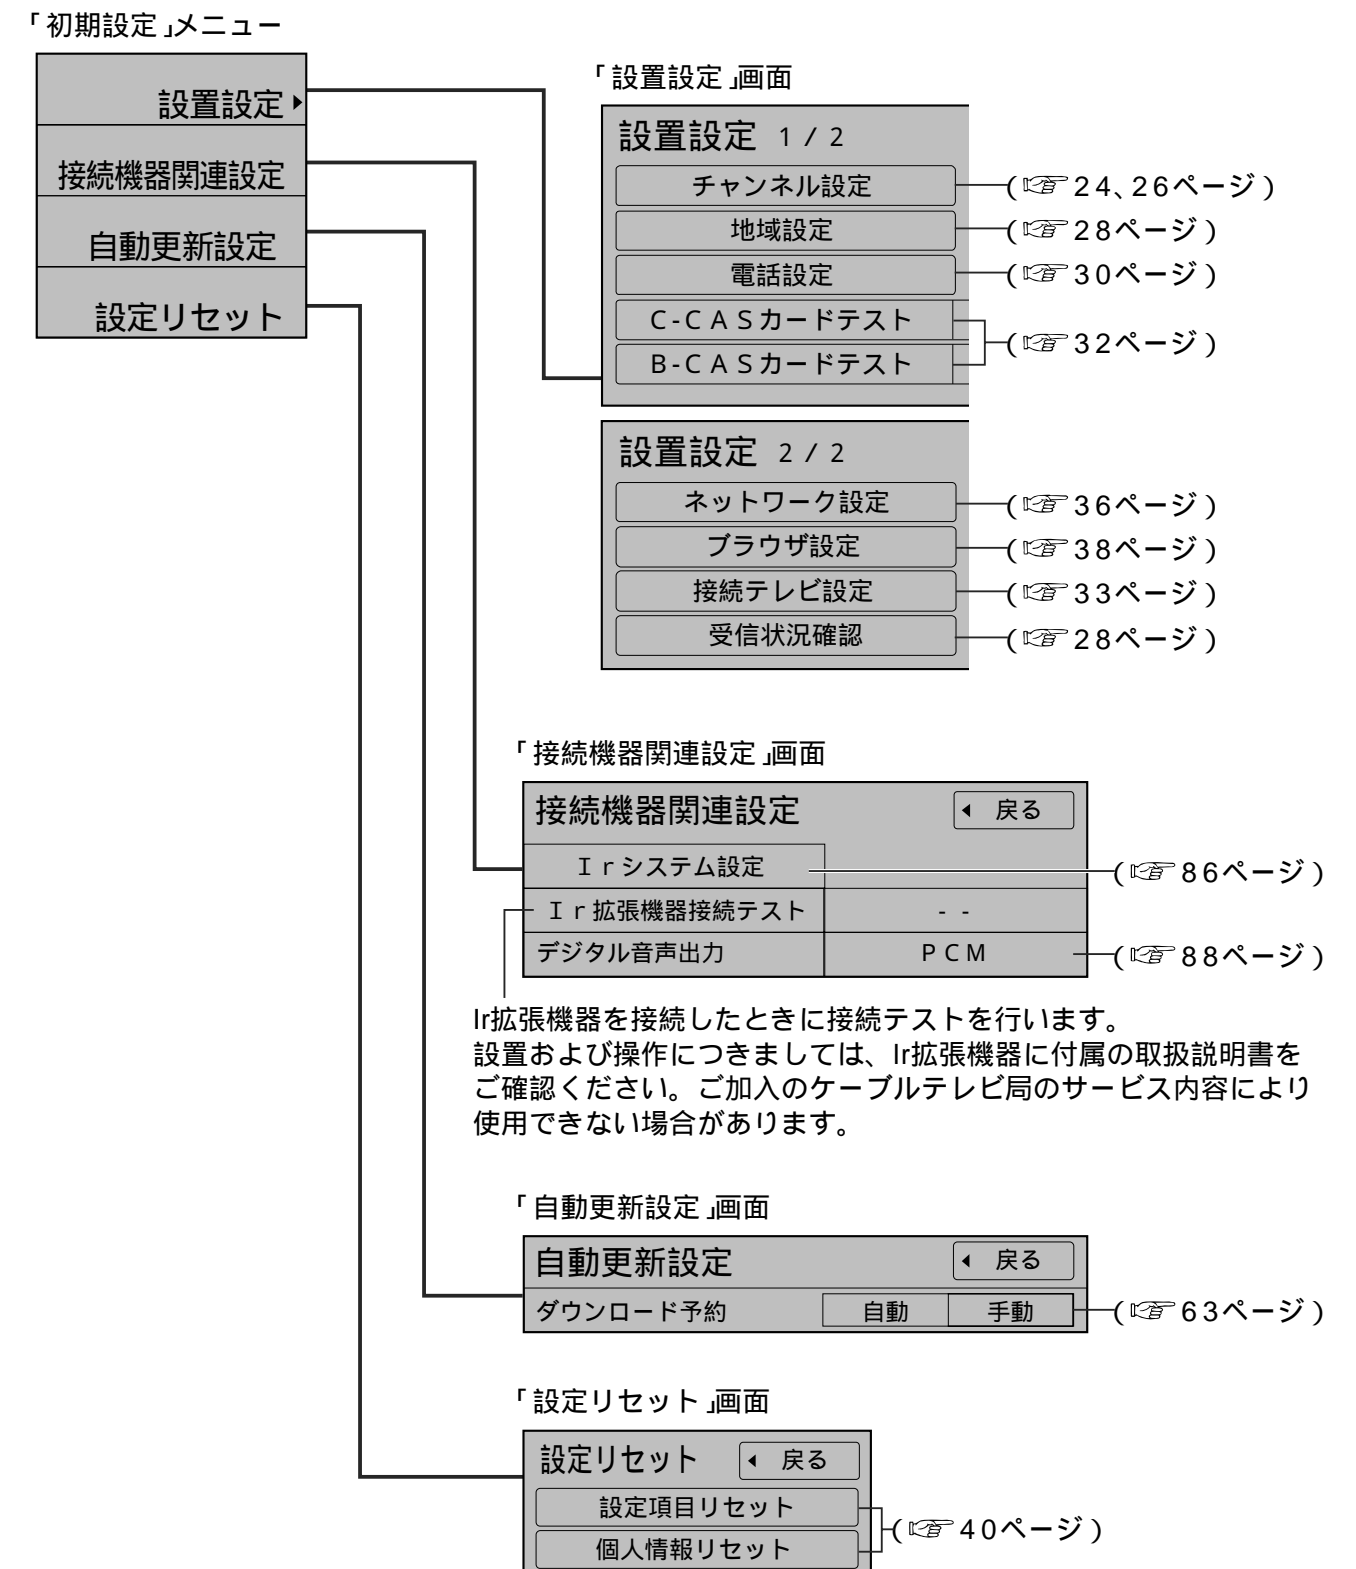 「初期設定」メニュー
設置設定
接続機器関連設定
自動更新設定
設定リセット
「設置設定」画面
設置設定 1/2
チャンネル設定
(☞24、26ページ)
地域設定
(☞28ページ)
電話設定
(☞30ページ)
C-CASカードテスト
B-CASカードテスト
(☞32ページ)
設置設定 2/2
ネットワーク設定
(☞36ページ)
ブラウザ設定
(☞38ページ)
接続テレビ設定
(☞33ページ)
受信状況確認
(☞28ページ)
「接続機器関連設定」画面
接続機器関連設定
戻る
Irシステム設定
(☞86ページ)
Ir拡張機器接続テスト
--
デジタル音声出力
PCM
(☞88ページ)
Ir拡張機器を接続したときに接続テストを行います。
設置および操作につきましては、Ir拡張機器に付属の取扱説明書を
ご確認ください。ご加入のケーブルテレビ局のサービス内容により
使用できない場合があります。
「自動更新設定」画面
自動更新設定
戻る
ダウンロード予約
自動
手動
(☞63ページ)
「設定リセット」画面
設定リセット
戻る
設定項目リセット
個人情報リセット
(☞40ページ)